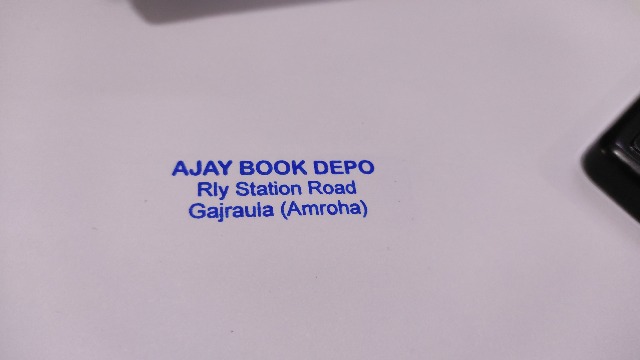 AJAY BOOK DEPO
Rly Station Road
Gajraula (Amroha)